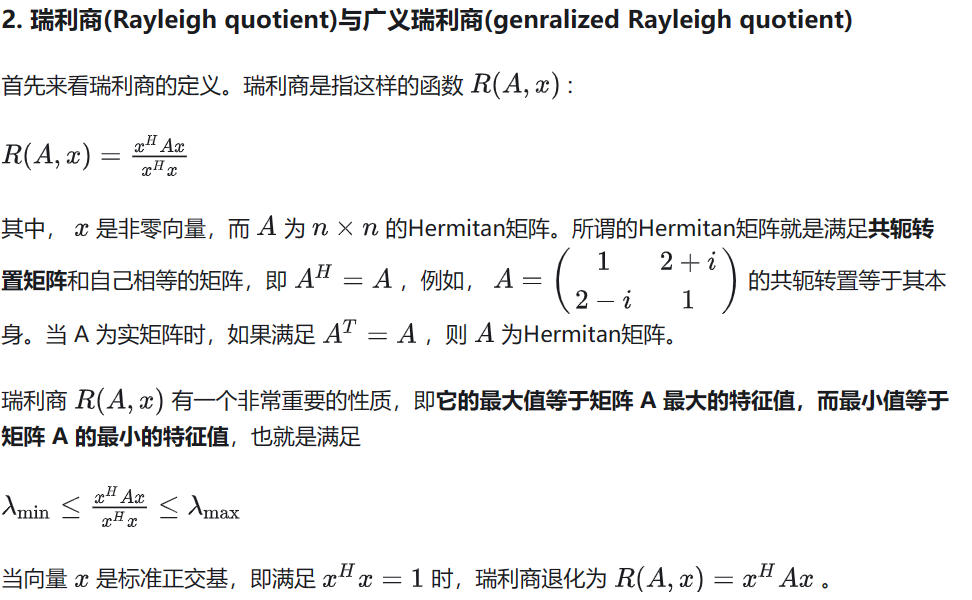 2. 瑞利商(Rayleigh quotient)与广义瑞利商(genralized Rayleigh quotient)
首先来看瑞利商的定义。瑞利商是指这样的函数 $R(A,x)$：
$R(A,x) = \frac{x^H Ax}{x^H x}$
其中， $x$ 是非零向量，而 $A$ 为 $n \times n$ 的Hermitan矩阵。所谓的Hermitan矩阵就是满足共轭转
置矩阵和自己相等的矩阵，即 $A^H = A$ ，例如， $A = \begin{pmatrix} 1 & 2+i \\ 2-i & 1 \end{pmatrix}$ 的共轭转置等于其本
身。当 A 为实矩阵时，如果满足 $A^T = A$ ，则 $A$ 为Hermitan矩阵。
瑞利商 $R(A,x)$ 有一个非常重要的性质，即它的最大值等于矩阵 A 最大的特征值，而最小值等于
矩阵 A 的最小的特征值，也就是满足
$\lambda_{\min} \leq \frac{x^H Ax}{x^H x} \leq \lambda_{\max}$
当向量 $x$ 是标准正交基，即满足 $x^H x = 1$ 时，瑞利商退化为 $R(A,x) = x^H Ax$ 。